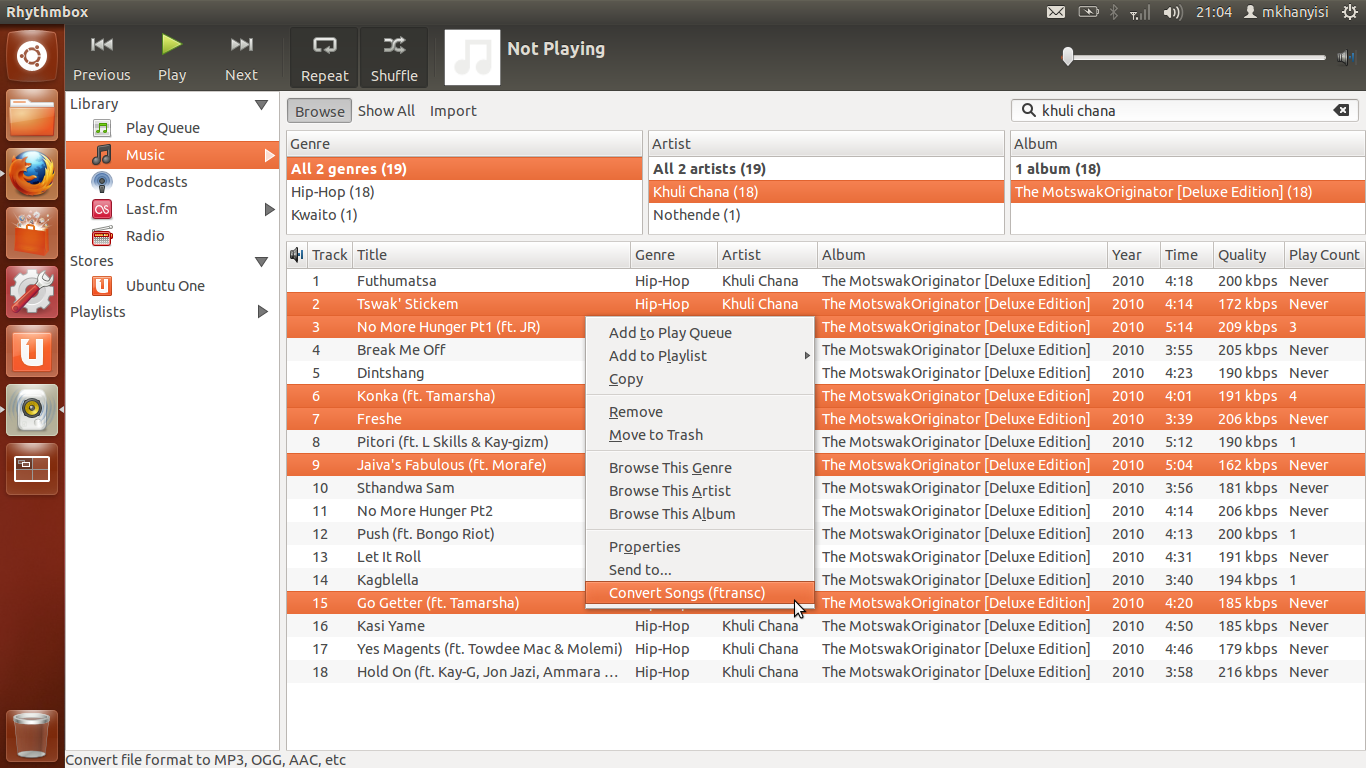 Rhythmbox 21:04 mkhanyisi
Previous Play Next Repeat Shuffle Not Playing
Library
Play Queue
Music
Podcasts
Last.fm
Radio
Stores
Ubuntu One
Playlists
Browse Show All Import khuli chana
Genre Artist Album
All 2 genres (19) All 2 artists (19) 1 album (18)
Hip-Hop (18) Khuli Chana (18) The MotswakOriginator [Deluxe Edition] (18)
Kwaito (1) Nothende (1)
Track Title Genre Artist Album Year Time Quality Play Count
1 Futhumatsa Hip-Hop Khuli Chana The MotswakOriginator [Deluxe Edition] 2010 4:18 200 kbps Never
2 Tswak' Stickem Hip-Hop Khuli Chana The MotswakOriginator [Deluxe Edition] 2010 4:14 172 kbps Never
3 No More Hunger Pt1 (ft. JR) The MotswakOriginator [Deluxe Edition] 2010 5:14 209 kbps 3
4 Break Me Off The MotswakOriginator [Deluxe Edition] 2010 3:55 205 kbps Never
5 Dintshang The MotswakOriginator [Deluxe Edition] 2010 4:23 190 kbps Never
6 Konka (ft. Tamarsha) The MotswakOriginator [Deluxe Edition] 2010 4:01 191 kbps 4
7 Freshe The MotswakOriginator [Deluxe Edition] 2010 3:39 206 kbps Never
8 Pitori (ft. L Skills & Kay-gizm) The MotswakOriginator [Deluxe Edition] 2010 5:12 190 kbps 1
9 Jaiva's Fabulous (ft. Morafe) The MotswakOriginator [Deluxe Edition] 2010 5:04 162 kbps Never
10 Sthandwa Sam The MotswakOriginator [Deluxe Edition] 2010 3:56 181 kbps Never
11 No More Hunger Pt2 The MotswakOriginator [Deluxe Edition] 2010 4:14 206 kbps Never
12 Push (ft. Bongo Riot) The MotswakOriginator [Deluxe Edition] 2010 4:13 200 kbps 1
13 Let It Roll The MotswakOriginator [Deluxe Edition] 2010 4:31 191 kbps Never
14 Kagblella The MotswakOriginator [Deluxe Edition] 2010 3:40 194 kbps 1
15 Go Getter (ft. Tamarsha) The MotswakOriginator [Deluxe Edition] 2010 4:20 185 kbps Never
16 Kasi Yame Hip-Hop Khuli Chana The MotswakOriginator [Deluxe Edition] 2010 4:50 185 kbps Never
17 Yes Magents (ft. Towdee Mac & Molemi) Hip-Hop Khuli Chana The MotswakOriginator [Deluxe Edition] 2010 4:46 179 kbps Never
18 Hold On (ft. Kay-G, Jon Jazi, Ammara … Hip-Hop Khuli Chana The MotswakOriginator [Deluxe Edition] 2010 3:58 216 kbps Never
Add to Play Queue
Add to Playlist
Copy
Remove
Move to Trash
Browse This Genre
Browse This Artist
Browse This Album
Properties
Send to...
Convert Songs (ftransc)
Convert file format to MP3, OGG, AAC, etc